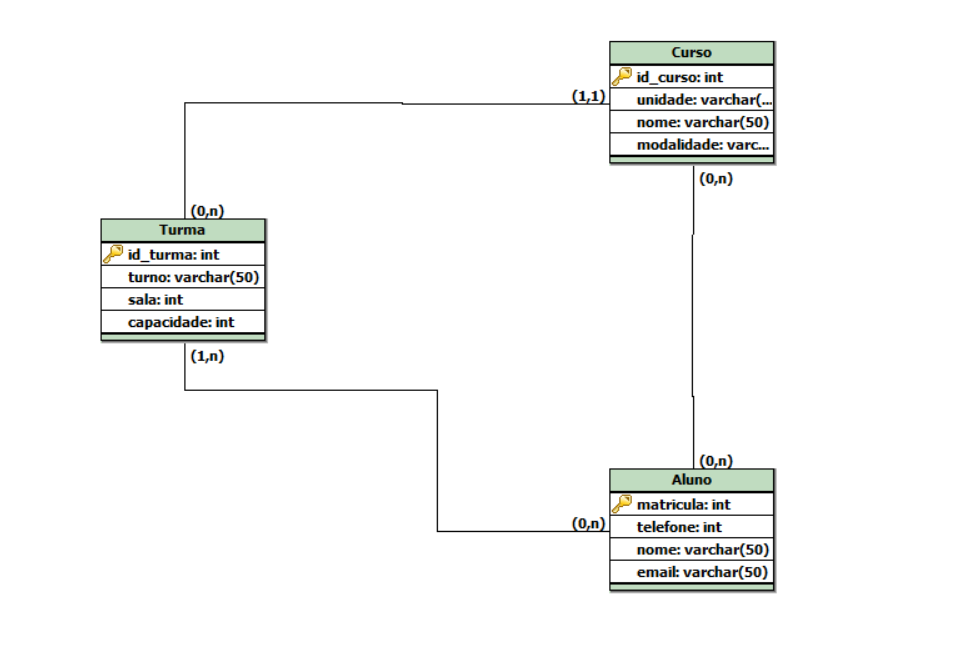 Curso
id_curso: int
unidade: varchar(...
nome: varchar(50)
modalidade: varc...
(1,1)
(0,n)
(0,n)
Turma
id_turma: int
turno: varchar(50)
sala: int
capacidade: int
(1,n)
(0,n)
Aluno
matricula: int
telefone: int
nome: varchar(50)
email: varchar(50)
(0,n)